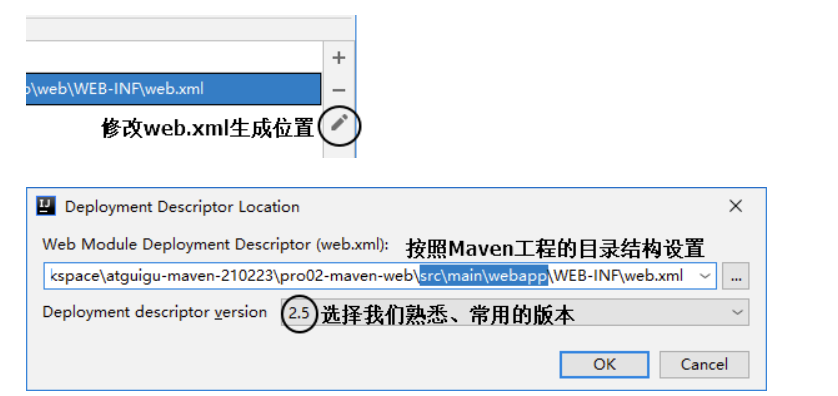 \web\WEB-INF\web.xml
修改web.xml生成位置
Deployment Descriptor Location
Web Module Deployment Descriptor (web.xml):
按照Maven工程的目录结构设置
kspace\atguigu-maven-210223\pro02-maven-web\src\main\webapp\WEB-INF\web.xml
...
Deployment descriptor version 2.5 选择我们熟悉、常用的版本
OK Cancel